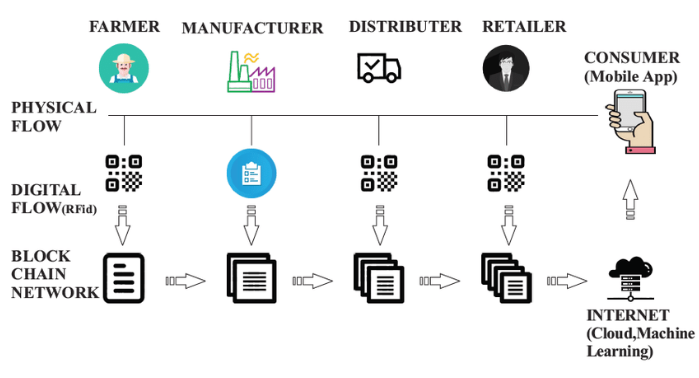 FARMER
MANUFACTURER
DISTRIBUTER
RETAILER
CONSUMER
(Mobile App)
PHYSICAL
FLOW
DIGITAL
FLOW(RFid)
BLOCK
CHAIN
NETWORK
INTERNET
(Cloud,Machine
Learning)